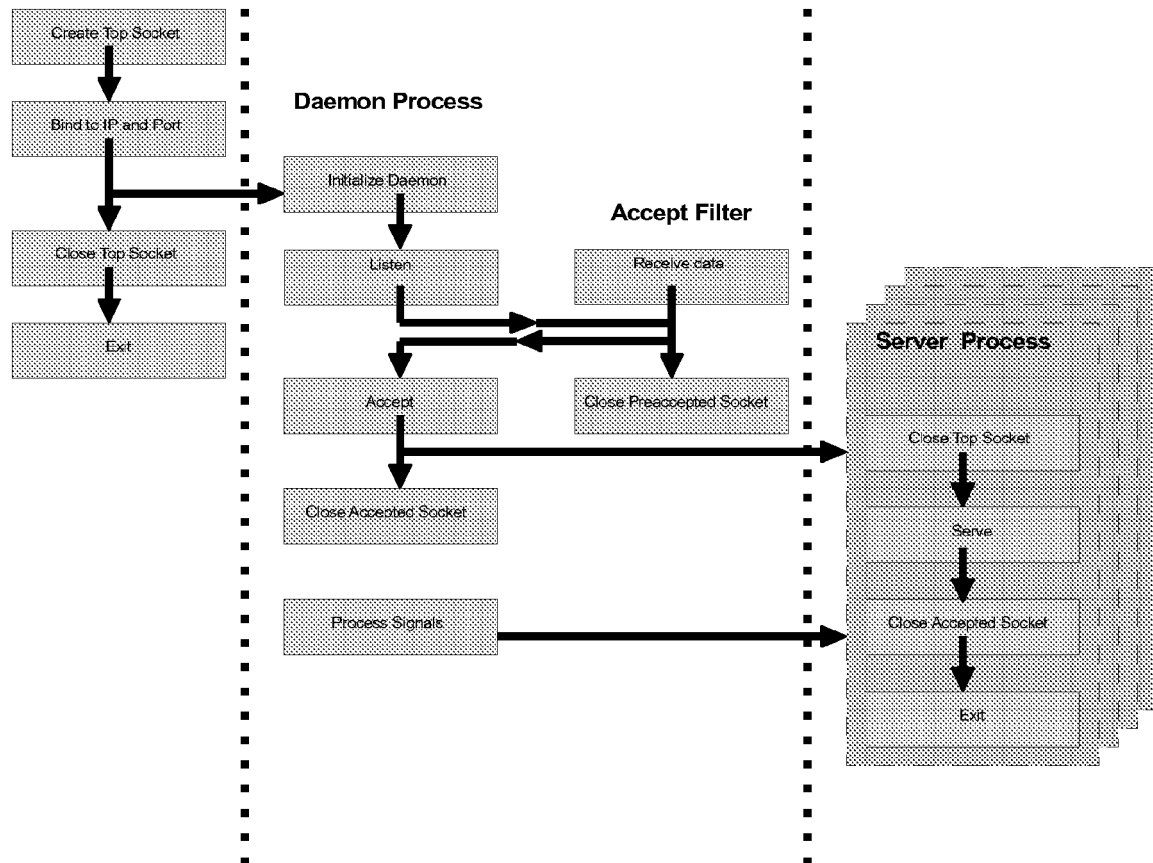 Create Top Socket
Bind to IP and Port
Close Top Socket
Exit
Daemon Process
Initialize Daemon
Listen
Accept
Close Accepted Socket
Process Signals
Accept Filter
Receive cata
Close Preaccepted Socket
Server Process
Close Top Socket
Serve
Close Accepted Socket
Exit